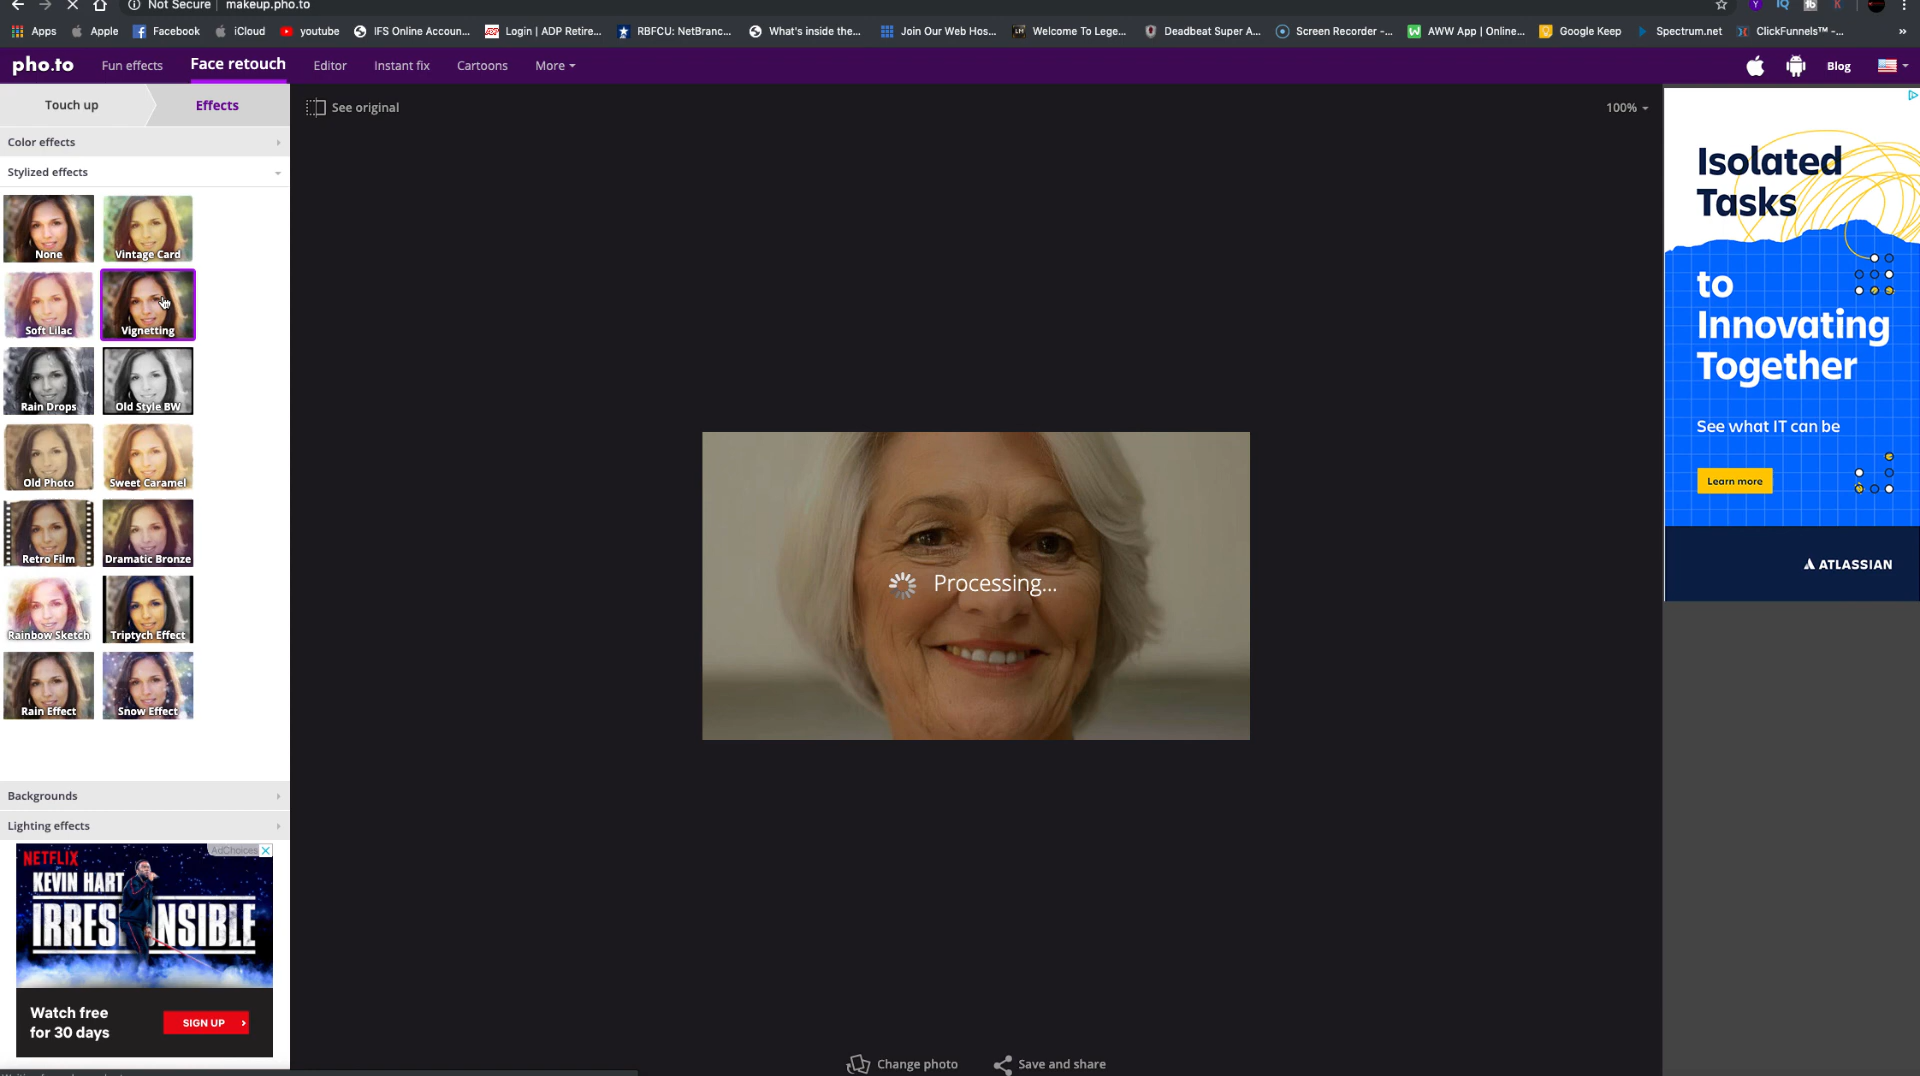 Not Secure | makeup.pho.to
Apps Apple Facebook iCloud youtube IFS Online Accoun... Login | ADP Retire... RBFCU: NetBranc... What's inside the... Join Our Web Hos... Welcome To Lege... Deadbeat Super A... Screen Recorder -... AWW App | Online... Google Keep Spectrum.net ClickFunnels™ -... »
pho.to Fun effects Face retouch Editor Instant fix Cartoons More Blog
Touch up Effects
See original
100%
Color effects
Stylized effects
None Vintage Card
Soft Lilac Vignetting
Rain Drops Old Style BW
Old Photo Sweet Caramel
Retro Film Dramatic Bronze
Rainbow Sketch Triptych Effect
Rain Effect Snow Effect
Backgrounds
Lighting effects
AdChoices
NETFLIX
KEVIN HART
IRRESPONSIBLE
Watch free
for 30 days
SIGN UP
Processing...
Change photo Save and share
Isolated
Tasks
to
Innovating
Together
See what IT can be
Learn more
ATLASSIAN